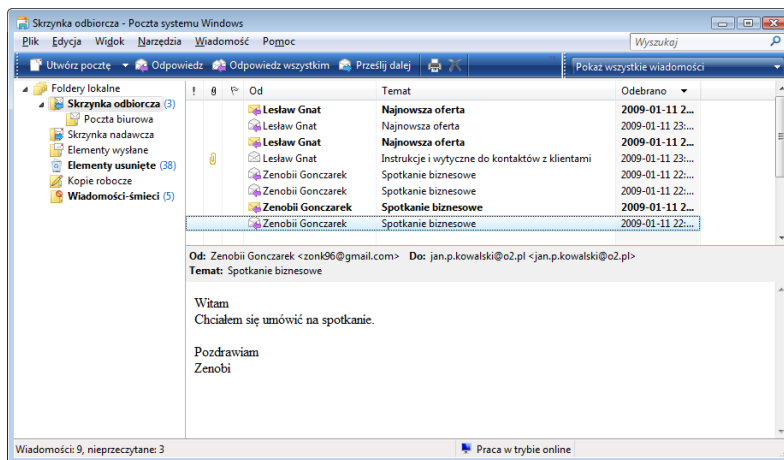 Skrzynka odbiorcza - Poczta systemu Windows
Plik Edycja Widok Narzędzia Wiadomość Pomoc Wyszukaj
Utwórz pocztę Odpowiedz Odpowiedz wszystkim Prześlij dalej Pokaż wszystkie wiadomości
Foldery lokalne
Skrzynka odbiorcza (3)
Poczta biurowa
Skrzynka nadawcza
Elementy wysłane
Elementy usunięte (38)
Kopie robocze
Wiadomości-śmieci (5)
! Od Temat Odebrano
Lesław Gnat Najnowsza oferta 2009-01-11 2...
Lesław Gnat Najnowsza oferta 2009-01-11 23:...
Lesław Gnat Najnowsza oferta 2009-01-11 2...
Lesław Gnat Instrukcje i wytyczne do kontaktów z klientami 2009-01-11 23:...
Zenobii Gonczarek Spotkanie biznesowe 2009-01-11 22:...
Zenobii Gonczarek Spotkanie biznesowe 2009-01-11 22:...
Zenobii Gonczarek Spotkanie biznesowe 2009-01-11 2...
Zenobii Gonczarek Spotkanie biznesowe 2009-01-11 22:...
Od: Zenobii Gonczarek <zonk96@gmail.com> Do: jan.p.kowalski@o2.pl <jan.p.kowalski@o2.pl>
Temat: Spotkanie biznesowe
Witam
Chciałem się umówić na spotkanie.
Pozdrawiam
Zenobi
Wiadomości: 9, nieprzeczytane: 3 Praca w trybie online